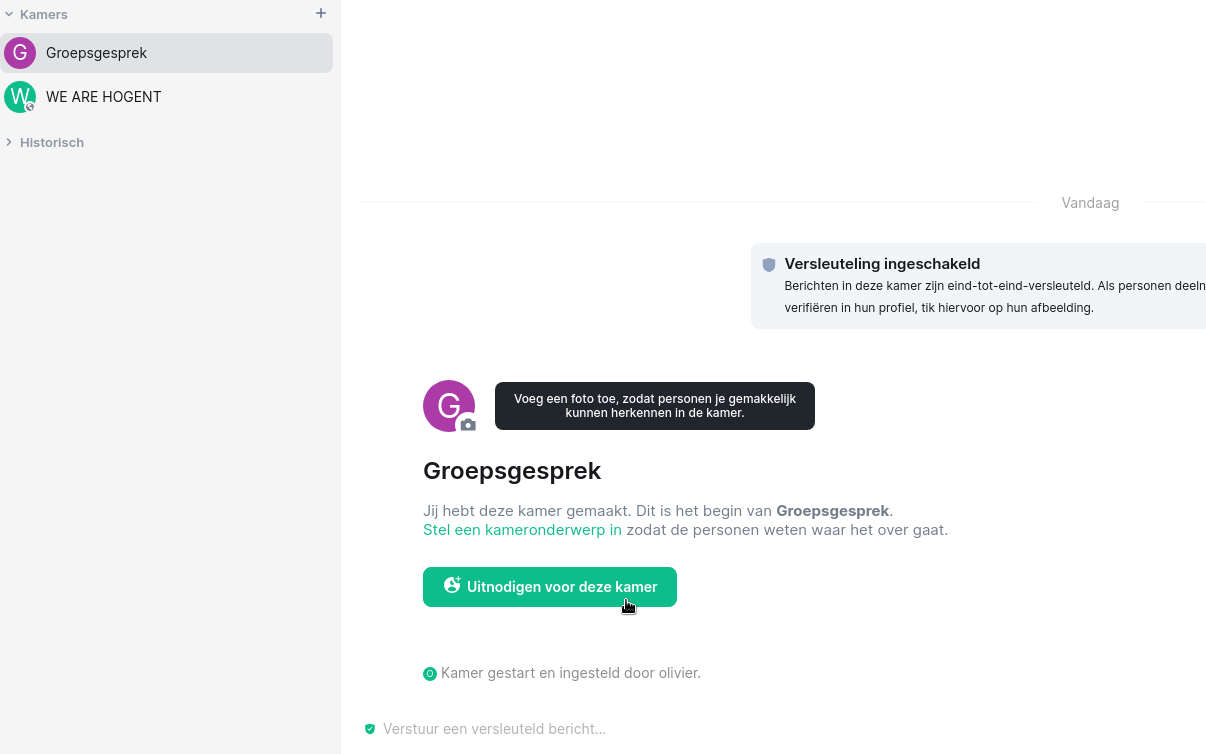 Kamers
G Groepsgesprek
W WE ARE HOGENT
Historisch
Vandaag
Versleuteling ingeschakeld
Berichten in deze kamer zijn eind-tot-eind-versleuteld. Als personen deeln
verifiëren in hun profiel, tik hiervoor op hun afbeelding.
G
Voeg een foto toe, zodat personen je gemakkelijk
kunnen herkennen in de kamer.
Groepsgesprek
Jij hebt deze kamer gemaakt. Dit is het begin van Groepsgesprek.
Stel een kameronderwerp in zodat de personen weten waar het over gaat.
Uitnodigen voor deze kamer
O Kamer gestart en ingesteld door olivier.
Verstuur een versleuteld bericht...